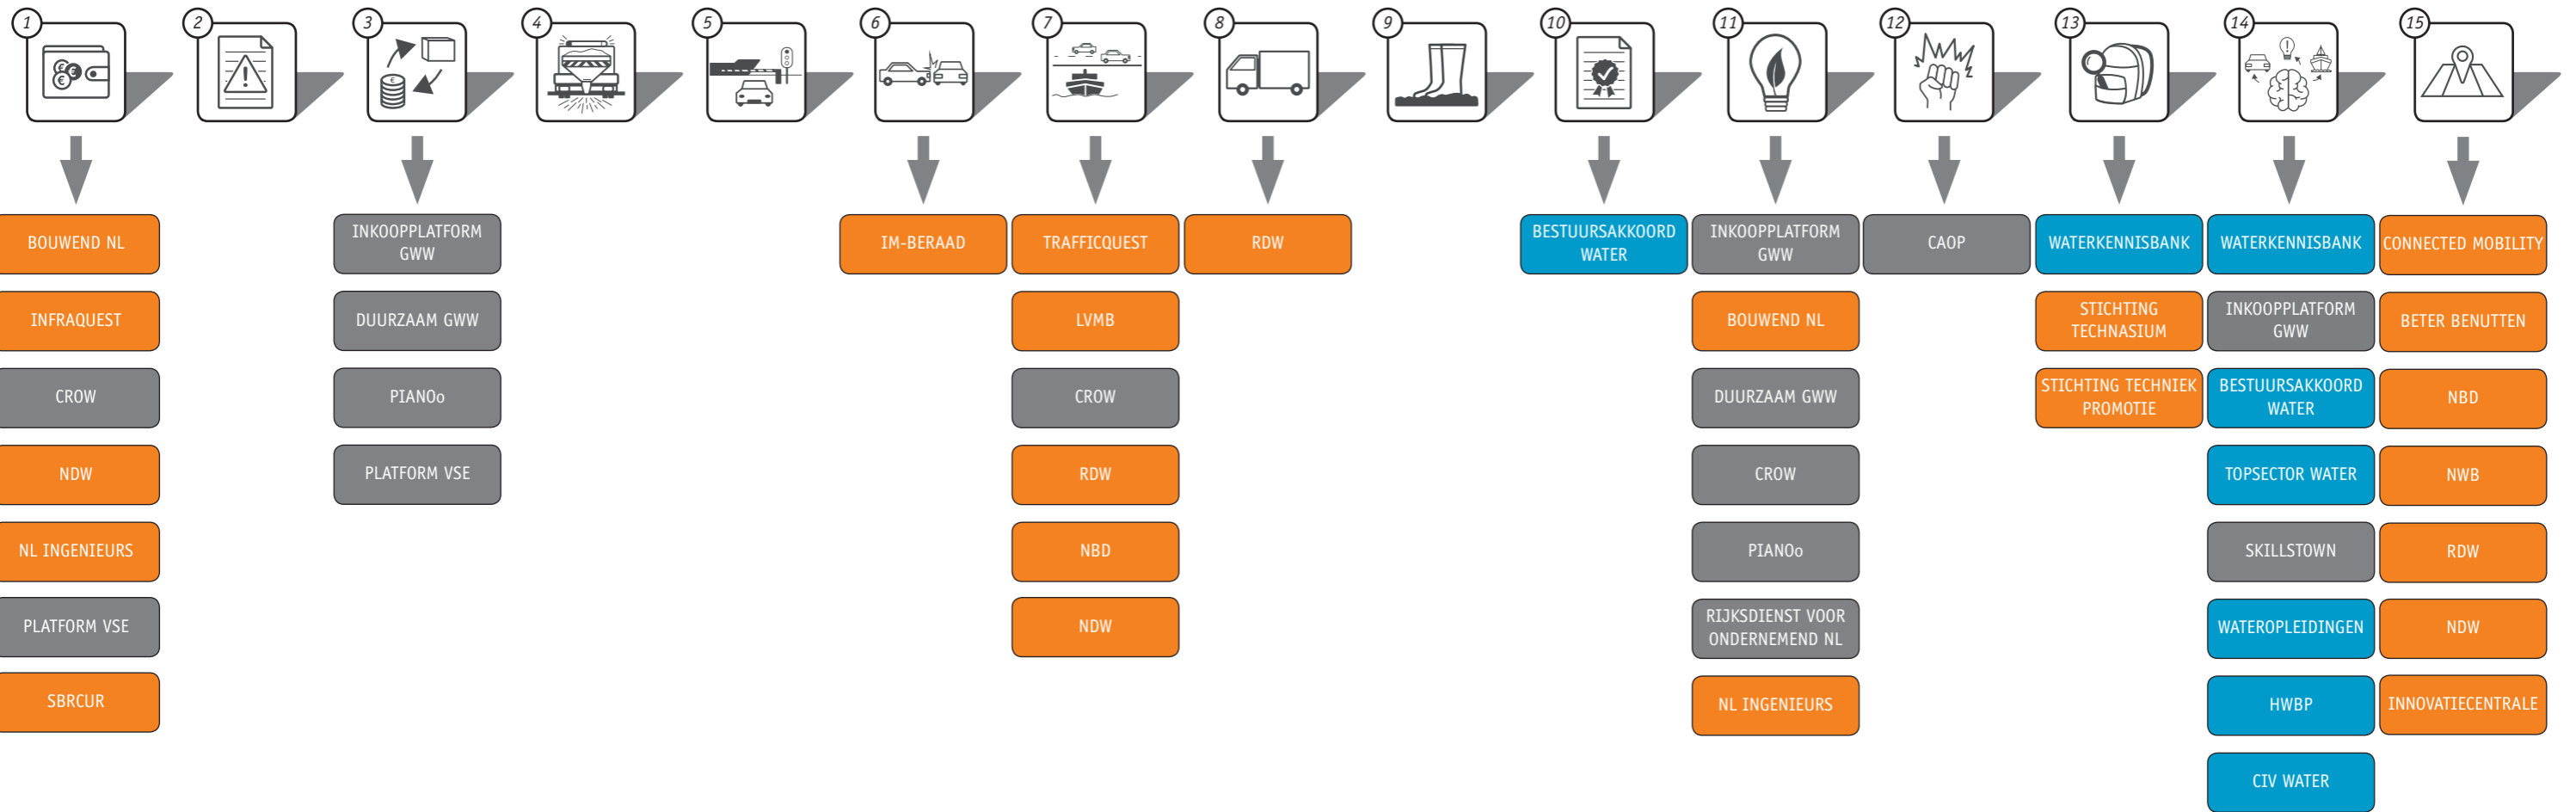 1
2
3
4
5
6
7
8
9
10
11
12
13
14
15
BOUWEND NL
INFRAQUEST
CROW
NDW
NL INGENIEURS
PLATFORM VSE
SBRCUR
INKOOPPLATFORM
GWW
DUURZAAM GWW
PIANOo
PLATFORM VSE
IM-BERAAD
TRAFFICQUEST
LVMB
CROW
RDW
NBD
NDW
RDW
BESTUURSAKKOORD
WATER
INKOOPPLATFORM
GWW
BOUWEND NL
DUURZAAM GWW
CROW
PIANOo
RIJKSDIENST VOOR
ONDERNEMEND NL
NL INGENIEURS
CAOP
WATERKENNISBANK
STICHTING
TECHNASIUM
STICHTING TECHNIEK
PROMOTIE
WATERKENNISBANK
INKOOPPLATFORM
GWW
BESTUURSAKKOORD
WATER
TOPSECTOR WATER
SKILLSTOWN
WATEROPLEIDINGEN
HWBP
CIV WATER
CONNECTED MOBILITY
BETER BENUTTEN
NBD
NWB
RDW
NDW
INNOVATIECENTRALE